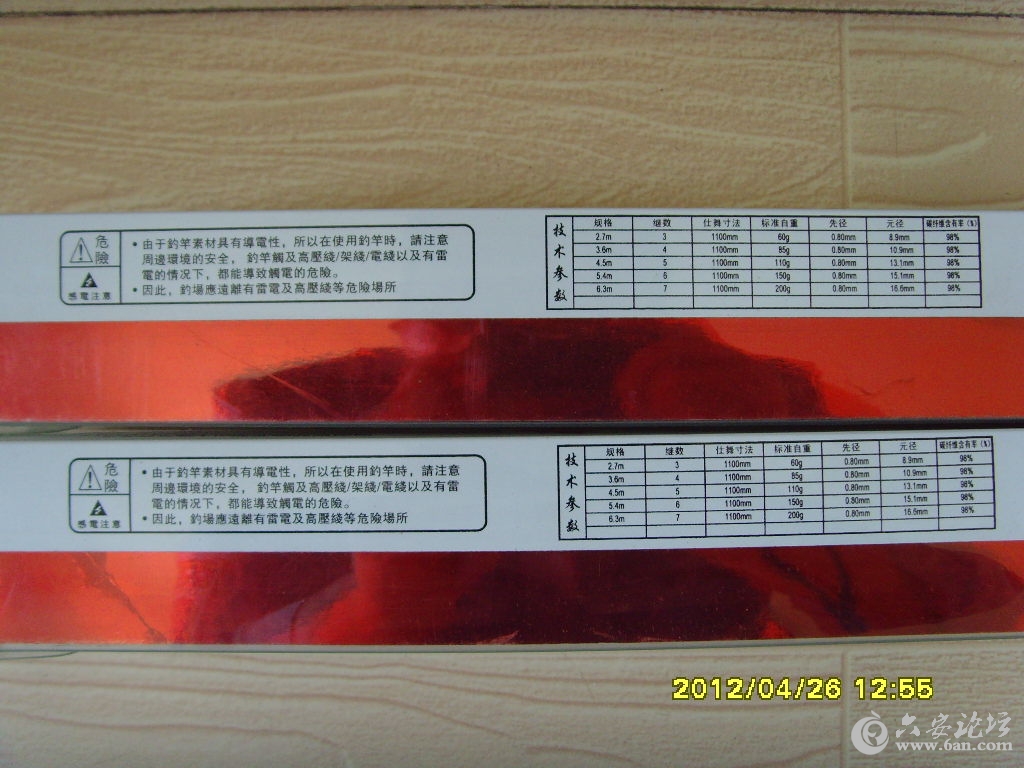 危險
感電注意
• 由于釣竿素材具有導電性，所以在使用釣竿時，請注意
周邊環境的安全， 釣竿觸及高壓綫/架綫/電綫以及有雷
電的情况下，都能導致觸電的危險。
• 因此，釣場應遠離有雷電及高壓綫等危險場所
技术参数
规格 继数 仕舞寸法 标准自重 先径 元径 碳纤维含有率 (%)
2.7m 3 1100mm 60g 0.80mm 8.9mm 98%
3.6m 4 1100mm 85g 0.80mm 10.9mm 98%
4.5m 5 1100mm 110g 0.80mm 13.1mm 98%
5.4m 6 1100mm 150g 0.80mm 15.1mm 98%
6.3m 7 1100mm 200g 0.80mm 16.6mm 98%
危險
感電注意
• 由于釣竿素材具有導電性，所以在使用釣竿時，請注意
周邊環境的安全， 釣竿觸及高壓綫/架綫/電綫以及有雷
電的情况下，都能導致觸電的危險。
• 因此，釣場應遠離有雷電及高壓綫等危險場所
技术参数
规格 继数 仕舞寸法 标准自重 先径 元径 碳纤维含有率 (%)
2.7m 3 1100mm 60g 0.80mm 8.9mm 98%
3.6m 4 1100mm 85g 0.80mm 10.9mm 98%
4.5m 5 1100mm 110g 0.80mm 13.1mm 98%
5.4m 6 1100mm 150g 0.80mm 15.1mm 98%
6.3m 7 1100mm 200g 0.80mm 16.6mm 98%
2012/04/26 12:55
六安论坛
www.6an.com